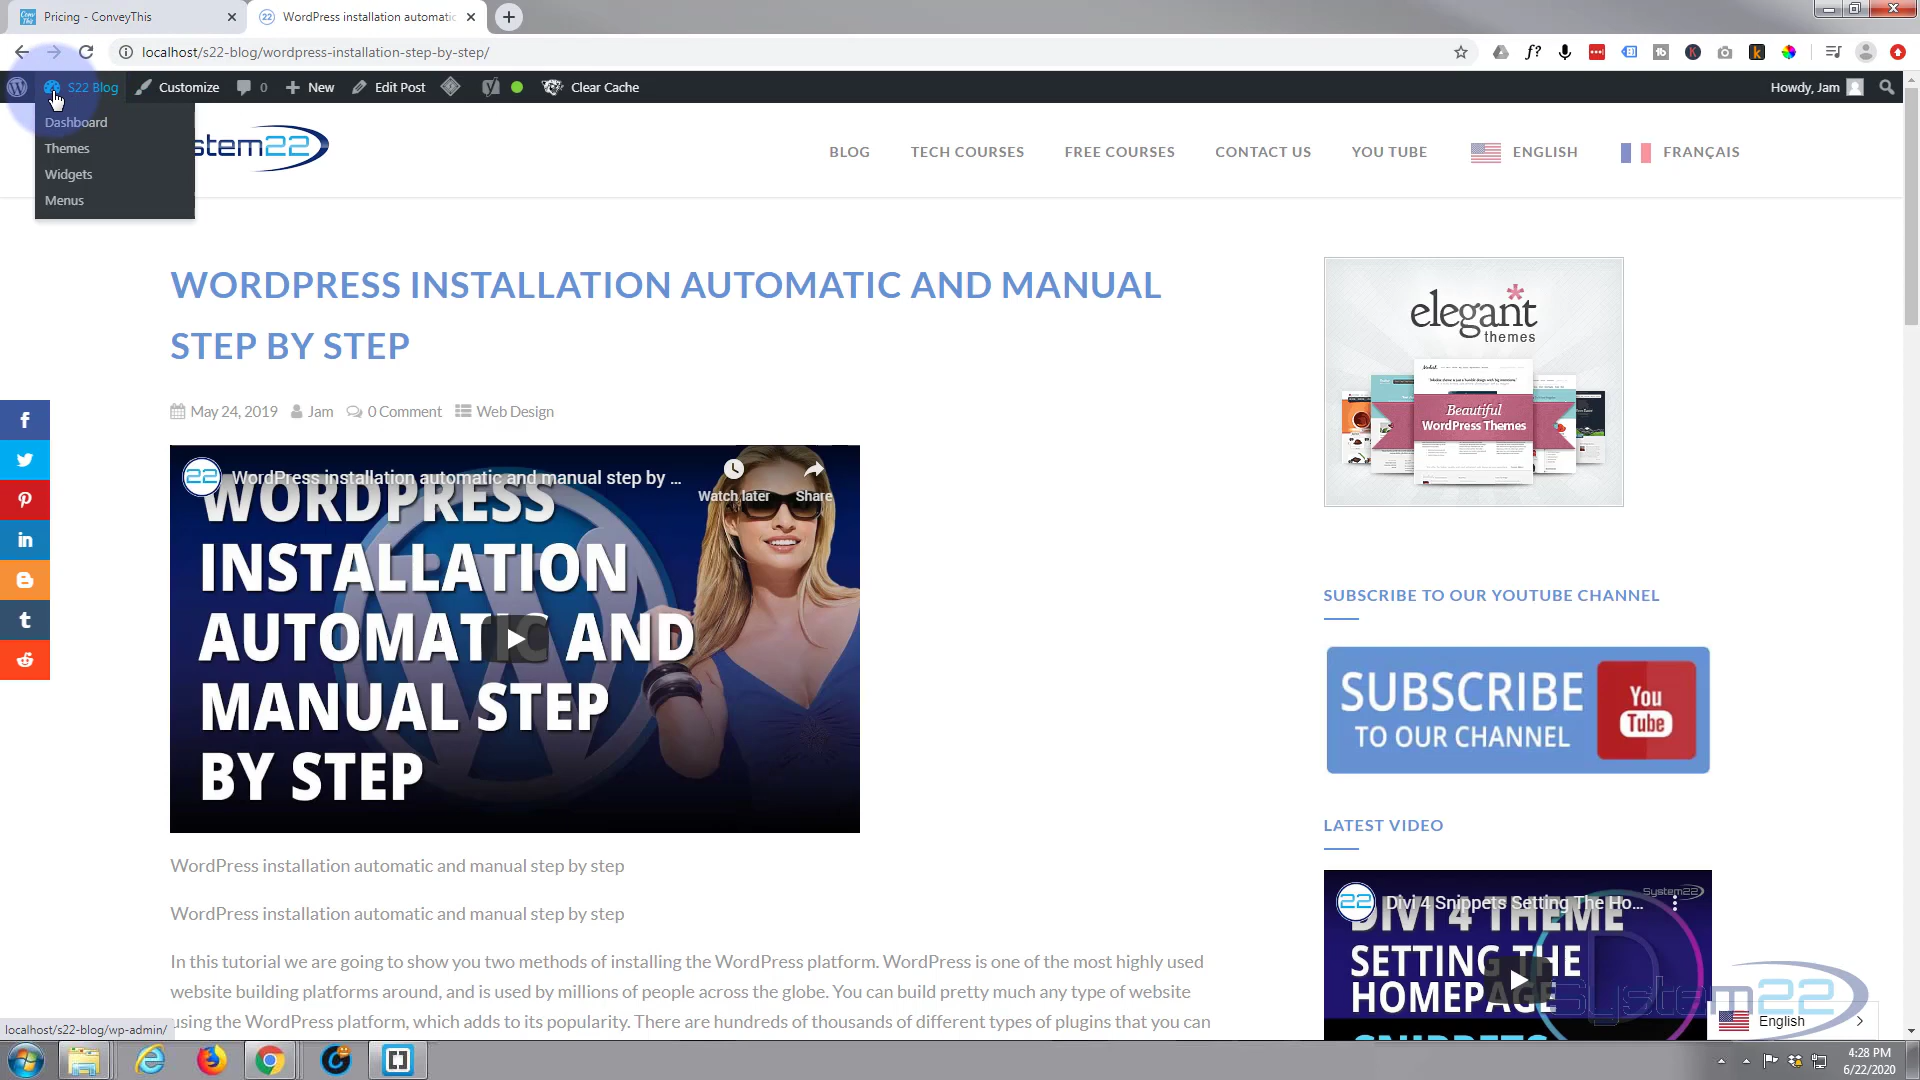 Pricing - ConveyThis
WordPress installation automatic
localhost/s22-blog/wordpress-installation-step-by-step/
S22 Blog
Customize
0
New
Edit Post
Clear Cache
Howdy, Jam
Dashboard
Themes
Widgets
Menus
stem22
BLOG
TECH COURSES
FREE COURSES
CONTACT US
YOU TUBE
ENGLISH
FRANÇAIS
WORDPRESS INSTALLATION AUTOMATIC AND MANUAL
STEP BY STEP
May 24, 2019
Jam
0 Comment
Web Design
22
WordPress installation automatic and manual step by ...
Watch later
Share
WORDPRESS
INSTALLATION
AUTOMATIC AND
MANUAL STEP
BY STEP
WordPress installation automatic and manual step by step
WordPress installation automatic and manual step by step
In this tutorial we are going to show you two methods of installing the WordPress platform. WordPress is one of the most highly used
website building platforms around, and is used by millions of people across the globe. You can build pretty much any type of website
using the WordPress platform, which adds to its popularity. There are hundreds of thousands of different types of plugins that you can
elegant
themes
Beautiful
WordPress Themes
SUBSCRIBE TO OUR YOUTUBE CHANNEL
SUBSCRIBE
TO OUR CHANNEL
You
Tube
LATEST VIDEO
System22
22
Divi 4 Snippets Setting The Ho...
DIVI 4 THEME
SETTING THE
HOMEPAGE
SNIPPETS
System22
English
localhost/s22-blog/wp-admin/
4:28 PM
6/22/2020